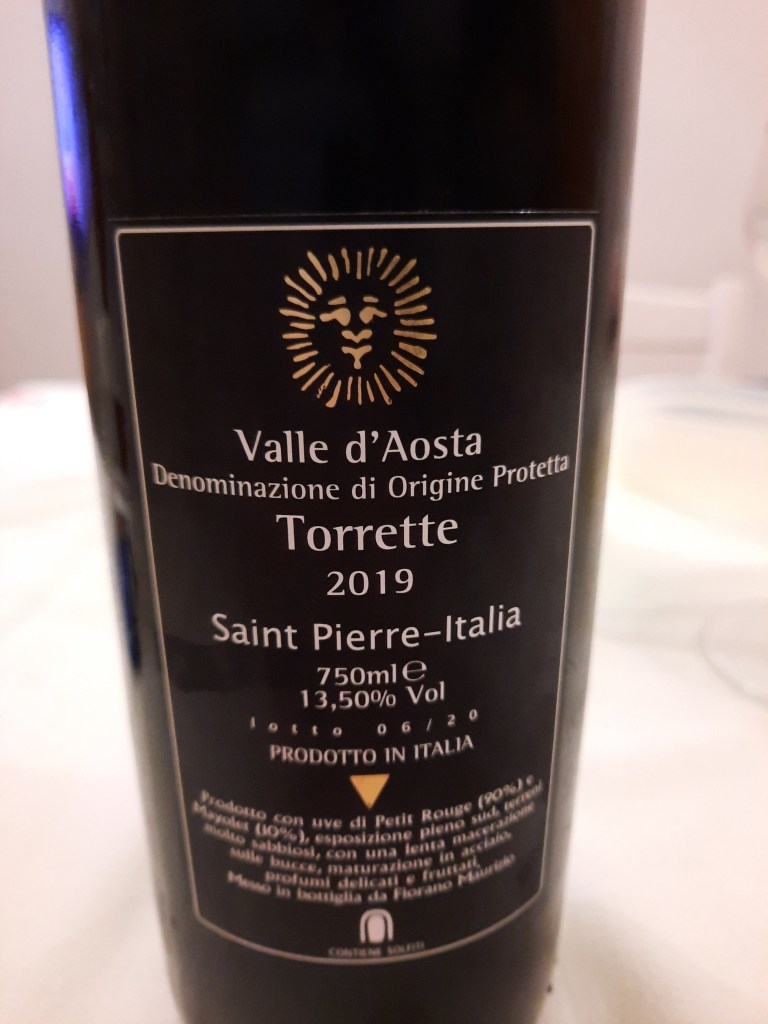 Valle d'Aosta
Denominazione di Origine Protetta
Torrette
2019
Saint Pierre-Italia
750ml e
13,50% Vol
lotto 06/20
PRODOTTO IN ITALIA
Prodotto con uve di Petit Rouge (90%) e
Mayolet (10%), esposizione pieno sud, terreni
molto sabbiosi, con una lenta macerazione
sulle bucce, maturazione in acciaio,
profumi delicati e fruttati.
Messo in bottiglia da Fiorano Maurizio
CONTIENE SOLFITI